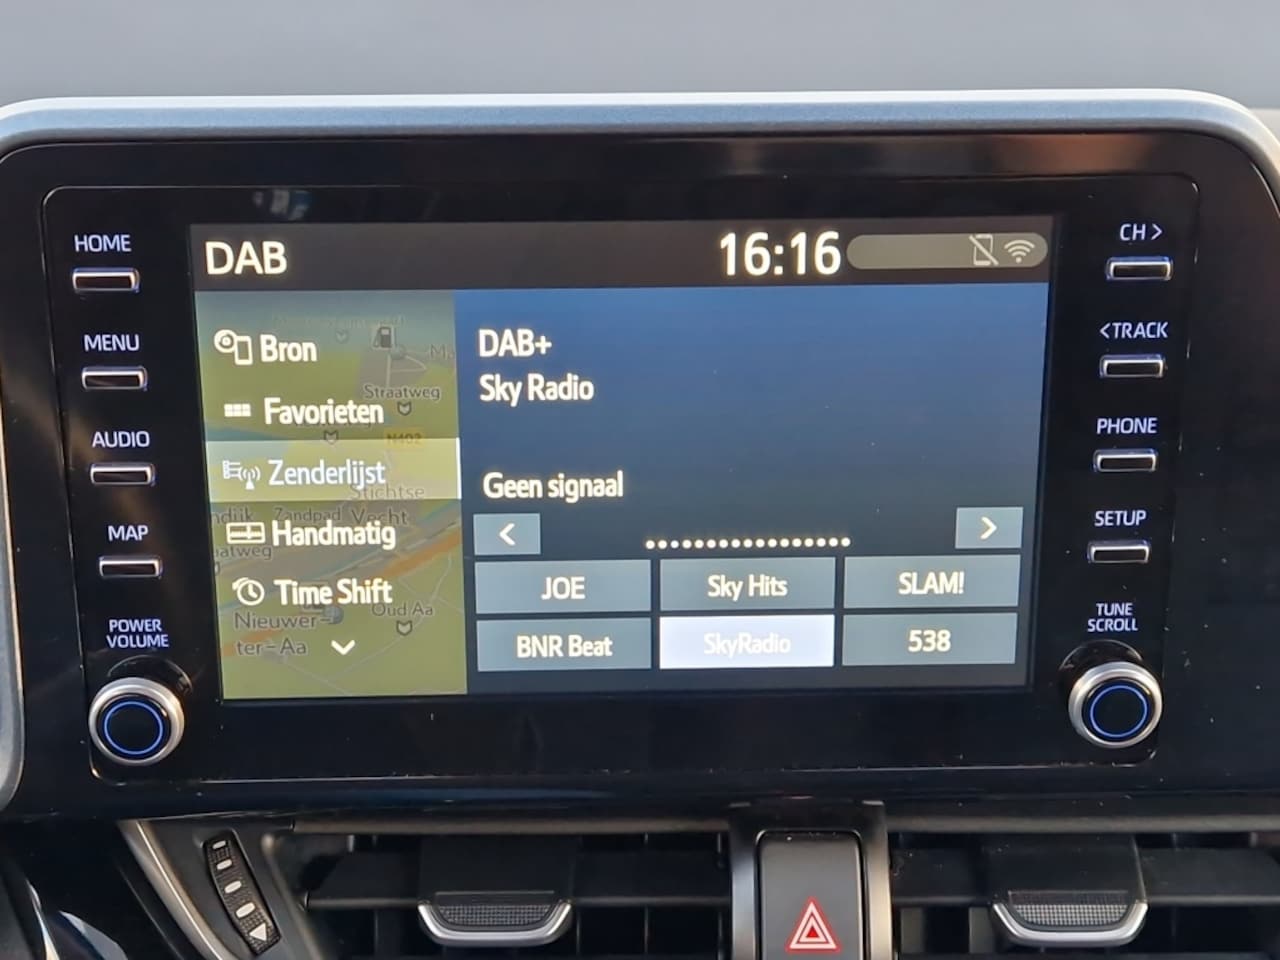 HOME
MENU
AUDIO
MAP
POWER
VOLUME
DAB
16:16
Bron
Favorieten
Zenderlijst
Handmatig
Time Shift
Straatweg
N402
Stichtse
Zandpad Vecht
Oud Aa
Nieuwer-
ter-Aa
DAB+
Sky Radio
Geen signaal
<
>
JOE
Sky Hits
SLAM!
BNR Beat
SkyRadio
538
CH >
<TRACK
PHONE
SETUP
TUNE
SCROLL